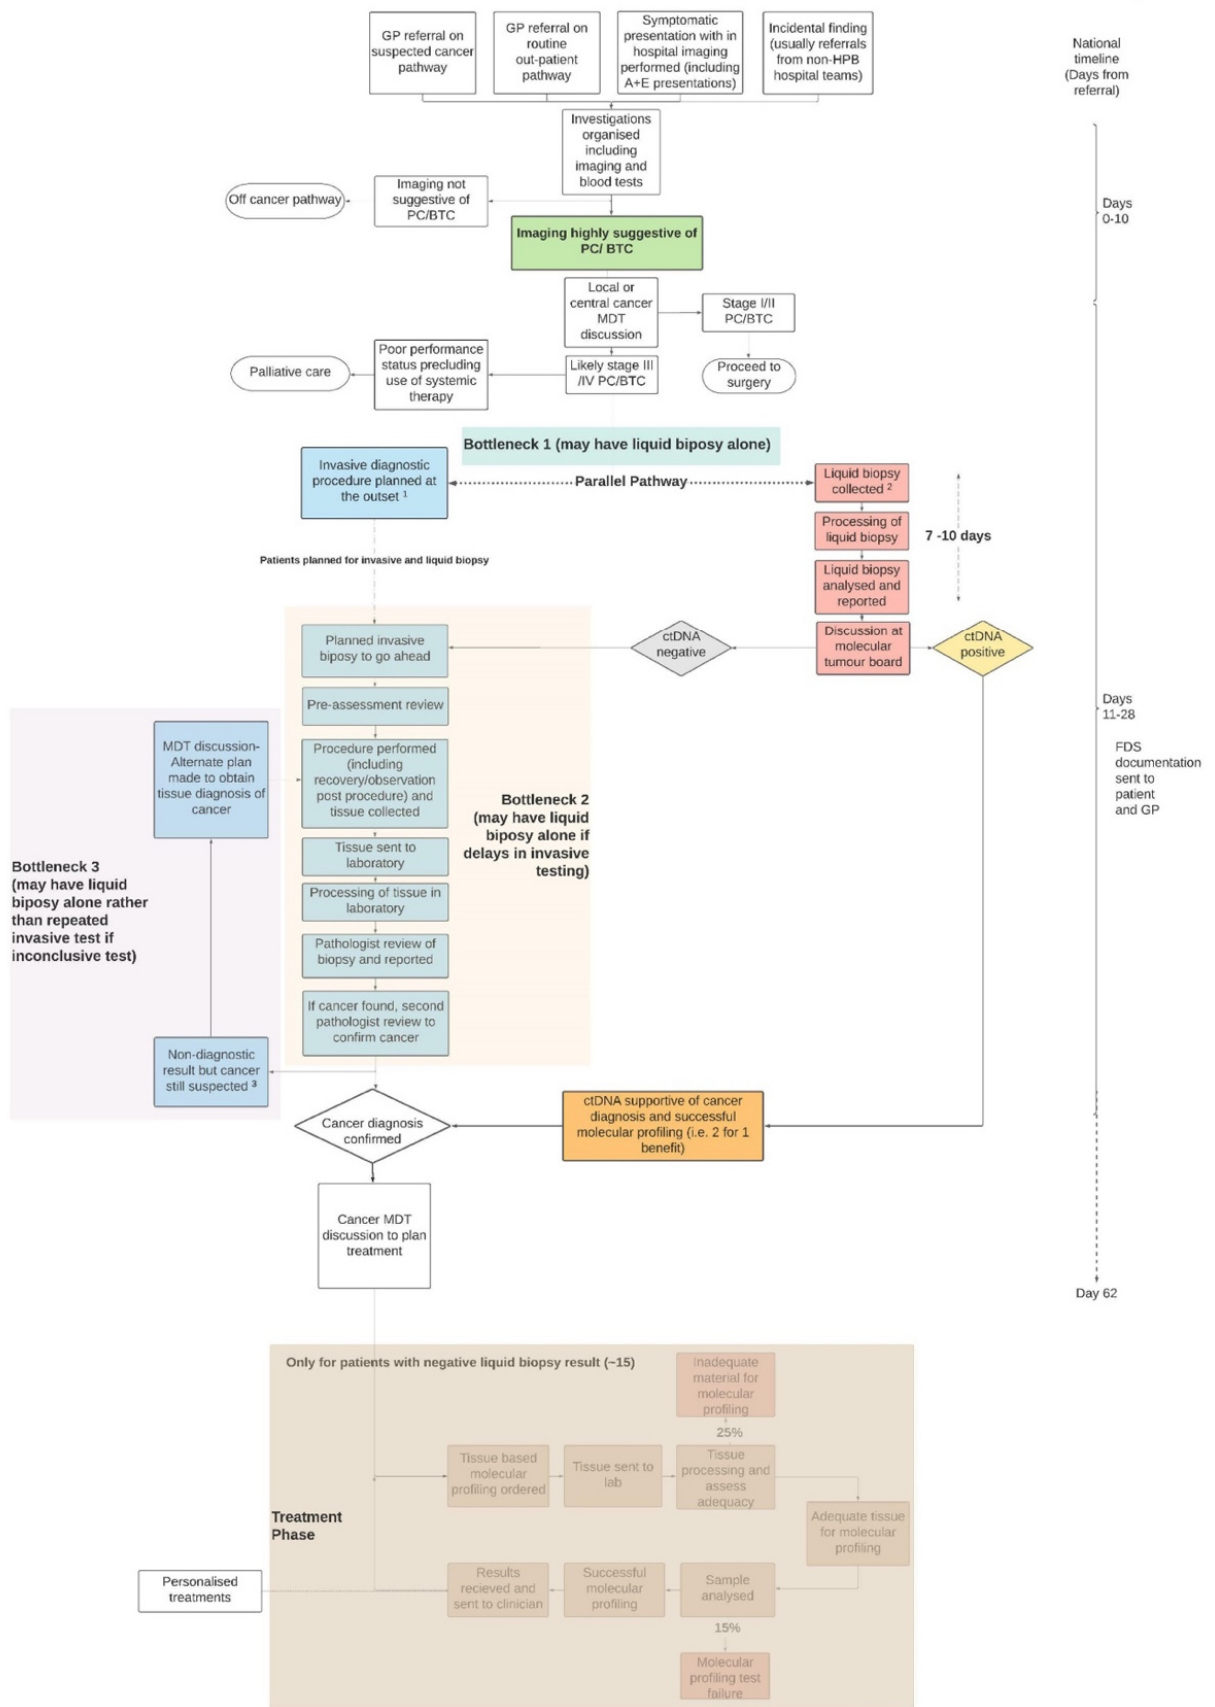 GP referral on
suspected cancer
pathway
GP referral on
routine
out-patient
pathway
Symptomatic
presentation with in
hospital imaging
performed (including
A+E presentations)
Incidental finding
(usually referrals
from non-HPB
hospital teams)
National
timeline
(Days from
referral)
Investigations
organised
including
imaging and
blood tests
Off cancer pathway
Imaging not
suggestive of
PC/BTC
Days
0-10
Imaging highly suggestive of
PC/ BTC
Local or
central cancer
MDT
discussion
Stage I/II
PC/BTC
Palliative care
Poor performance
status precluding
use of systemic
therapy
Likely stage III
/IV PC/BTC
Proceed to
surgery
Bottleneck 1 (may have liquid biposy alone)
Invasive diagnostic
procedure planned at
the outset 1
Parallel Pathway
Liquid biopsy
collected 2
Processing of
liquid biopsy
7 -10 days
Patients planned for invasive and liquid biopsy
Liquid biopsy
analysed and
reported
Planned invasive
biposy to go ahead
ctDNA
negative
Discussion at
molecular
tumour board
ctDNA
positive
Pre-assessment review
Days
11-28
MDT discussion-
Alternate plan
made to obtain
tissue diagnosis of
cancer
Procedure performed
(including
recovery/observation
post procedure) and
tissue collected
FDS
documentation
sent to
patient
and GP
Bottleneck 2
(may have liquid
biposy alone if
delays in invasive
testing)
Tissue sent to
laboratory
Bottleneck 3
(may have liquid
biposy alone rather
than repeated
invasive test if
inconclusive test)
Processing of tissue in
laboratory
Pathologist review of
biopsy and reported
If cancer found, second
pathologist review to
confirm cancer
Non-diagnostic
result but cancer
still suspected 3
Cancer diagnosis
confirmed
ctDNA supportive of cancer
diagnosis and successful
molecular profiling (i.e. 2 for 1
benefit)
Cancer MDT
discussion to plan
treatment
Day 62
Only for patients with negative liquid biopsy result (~15)
Inadequate
material for
molecular
profiling
25%
Tissue based
molecular
profiling ordered
Tissue sent to
lab
Tissue
processing and
assess
adequacy
Treatment
Phase
Adequate tissue
for molecular
profiling
Personalised
treatments
Results
recieved and
sent to clinician
Successful
molecular
profiling
Sample
analysed
15%
Molecular
profiling test
failure